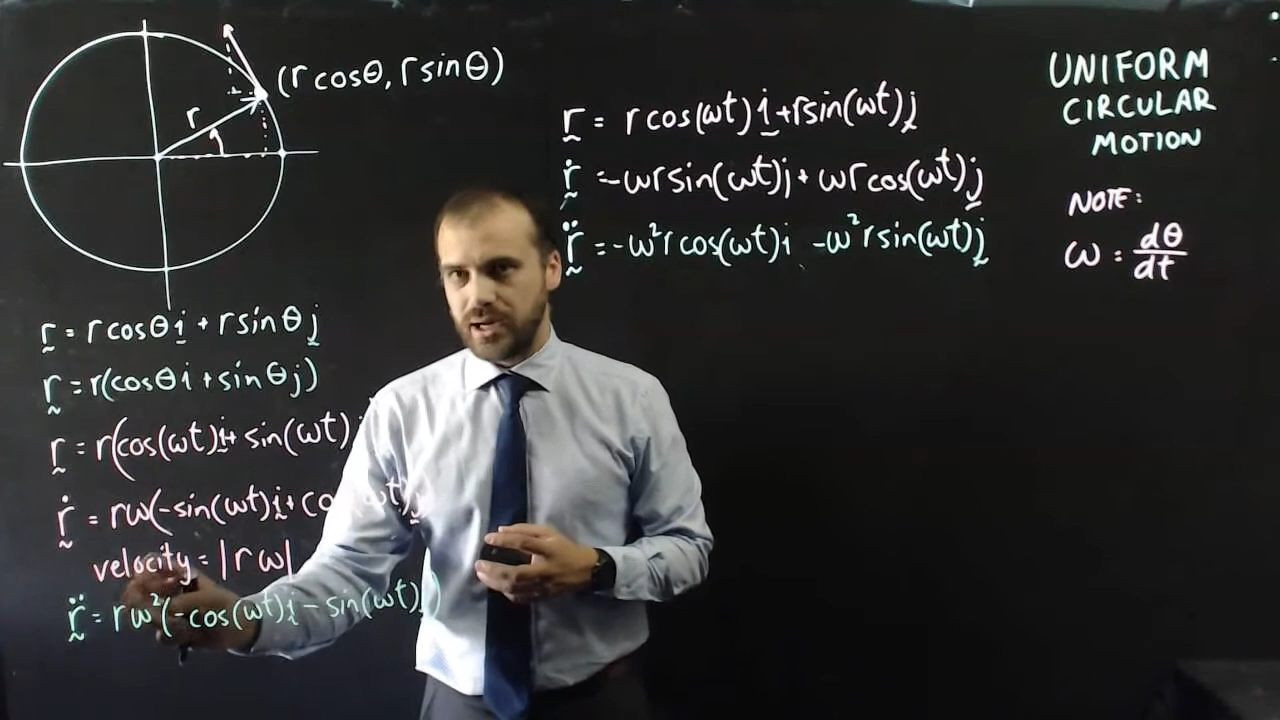 (r cosθ, r sinθ)
r
r = r cosθ i + r sinθ j
r = r(cosθ i + sinθ j)
r = r(cos(ωt) i + sin(ωt)
ṙ = rω(-sin(ωt) i + co ωt) j
velocity = |rω|
r̈ = rω²(-cos(ωt) i - sin(ωt) j)
r = r cos(ωt) i + r sin(ωt) j
ṙ = -ωr sin(ωt) i + ωr cos(ωt) j
r̈ = -ω²r cos(ωt) i -ω²r sin(ωt) j
UNIFORM
CIRCULAR
MOTION
NOTE:
ω = dθ/dt